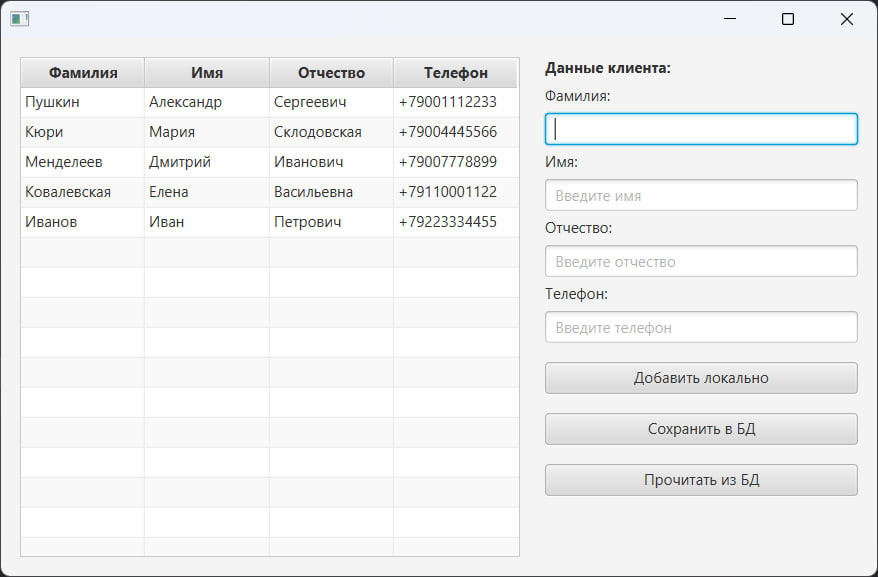 Фамилия Имя Отчество Телефон
Пушкин Александр Сергеевич +79001112233
Кюри Мария Склодовская +79004445566
Менделеев Дмитрий Иванович +79007778899
Ковалевская Елена Васильевна +79110001122
Иванов Иван Петрович +79223334455
Данные клиента:
Фамилия:
Имя:
Введите имя
Отчество:
Введите отчество
Телефон:
Введите телефон
Добавить локально
Сохранить в БД
Прочитать из БД